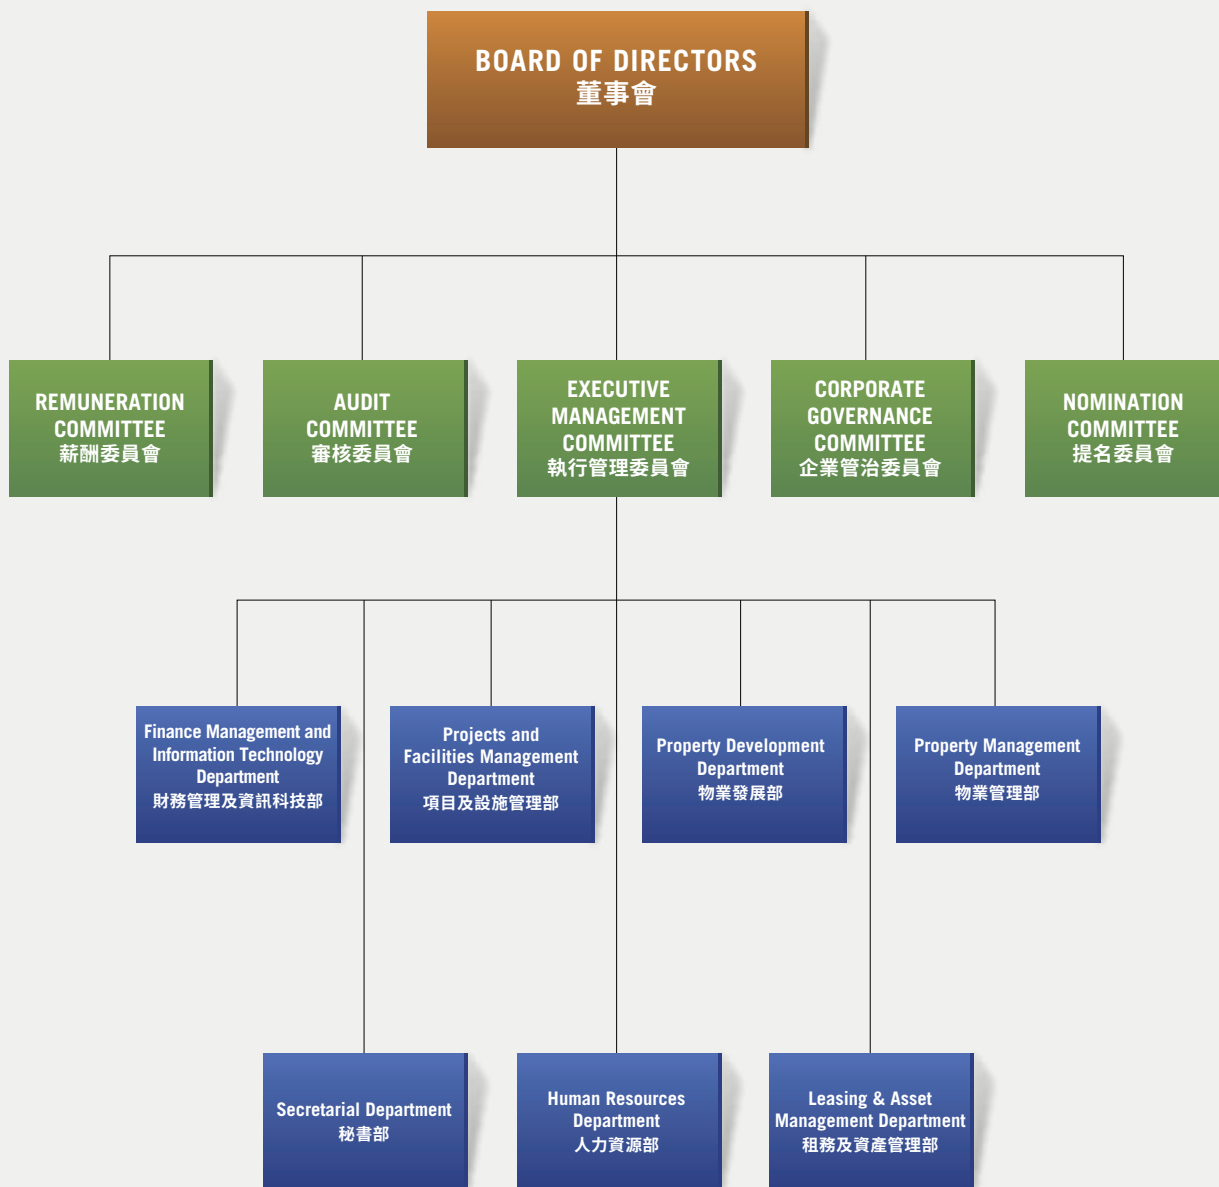 BOARD OF DIRECTORS
董事會
REMUNERATION
COMMITTEE
薪酬委員會
AUDIT
COMMITTEE
審核委員會
EXECUTIVE
MANAGEMENT
COMMITTEE
執行管理委員會
CORPORATE
GOVERNANCE
COMMITTEE
企業管治委員會
NOMINATION
COMMITTEE
提名委員會
Finance Management and
Information Technology
Department
財務管理及資訊科技部
Projects and
Facilities Management
Department
項目及設施管理部
Property Development
Department
物業發展部
Property Management
Department
物業管理部
Secretarial Department
秘書部
Human Resources
Department
人力資源部
Leasing & Asset
Management Department
租務及資產管理部